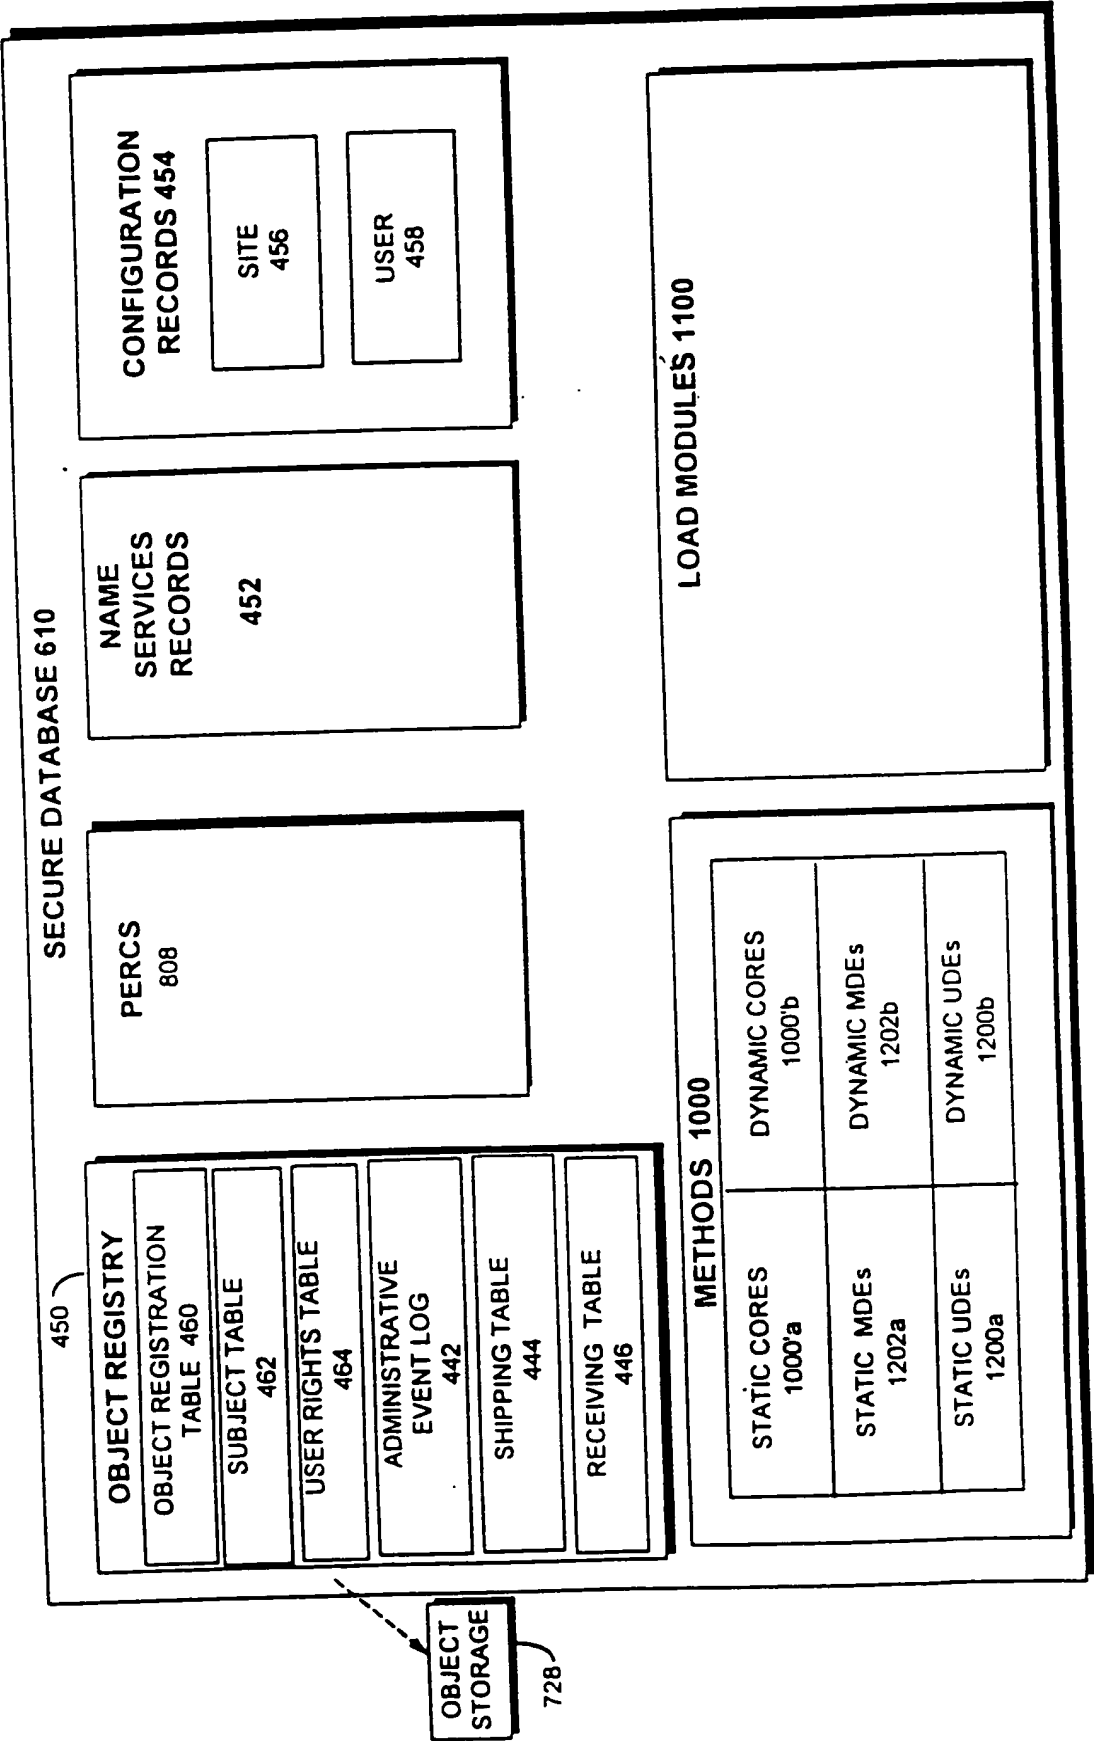 SECURE DATABASE 610
450
OBJECT REGISTRY
OBJECT REGISTRATION
TABLE 460
SUBJECT TABLE
462
USER RIGHTS TABLE
464
ADMINISTRATIVE
EVENT LOG
442
SHIPPING TABLE
444
RECEIVING TABLE
446
PERCS
808
NAME
SERVICES
RECORDS
452
CONFIGURATION
RECORDS 454
SITE
456
USER
458
OBJECT
STORAGE
728
METHODS 1000
STATIC CORES
1000'a
DYNAMIC CORES
1000'b
STATIC MDEs
1202a
DYNAMIC MDEs
1202b
STATIC UDEs
1200a
DYNAMIC UDEs
1200b
LOAD MODULES 1100